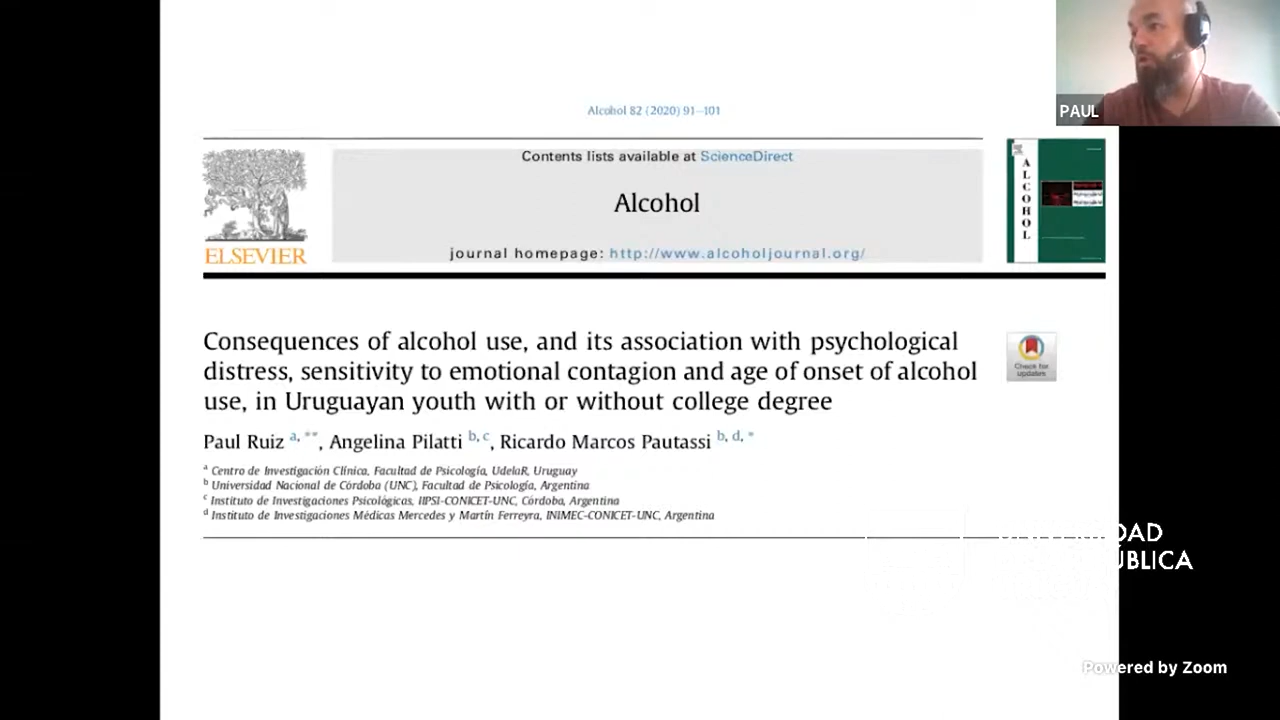 PAUL
Alcohol 82 (2020) 91–101
Contents lists available at ScienceDirect
Alcohol
journal homepage: http://www.alcoholjournal.org/
ELSEVIER
ALCOHOL
Consequences of alcohol use, and its association with psychological
distress, sensitivity to emotional contagion and age of onset of alcohol
use, in Uruguayan youth with or without college degree
Check for
updates
Paul Ruiz a, **, Angelina Pilatti b, c, Ricardo Marcos Pautassi b, d, *
a Centro de Investigación Clínica, Facultad de Psicología, UdelaR, Uruguay
b Universidad Nacional de Córdoba (UNC), Facultad de Psicología, Argentina
c Instituto de Investigaciones Psicológicas, IIPSI-CONICET-UNC, Córdoba, Argentina
d Instituto de Investigaciones Médicas Mercedes y Martín Ferreyra, INIMEC-CONICET-UNC, Argentina
Powered by Zoom